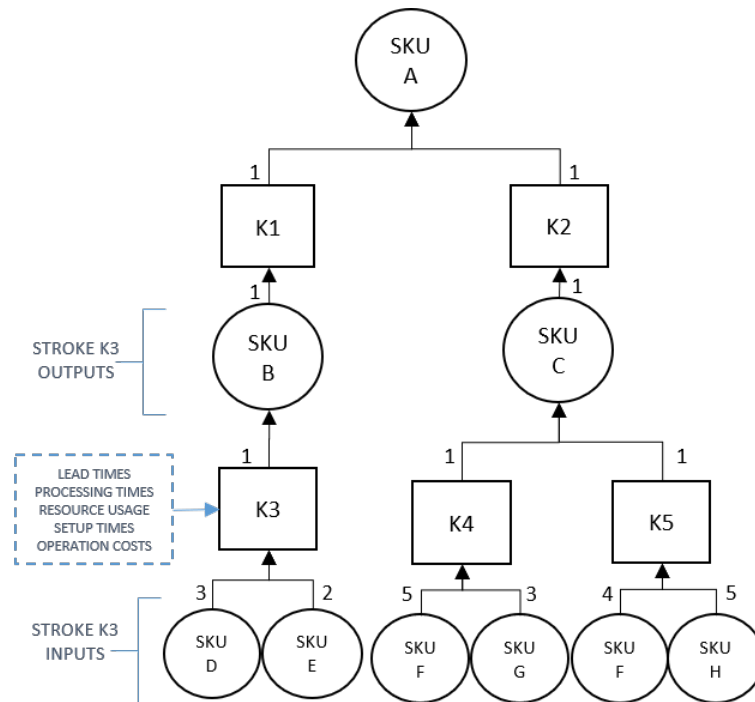 SKU
A
1
1
K1
K2
1
1
STROKE K3
OUTPUTS
SKU
B
SKU
C
1
1
1
LEAD TIMES
PROCESSING TIMES
RESOURCE USAGE
SETUP TIMES
OPERATION COSTS
K3
K4
K5
3
2
5
3
4
5
STROKE K3
INPUTS
SKU
D
SKU
E
SKU
F
SKU
G
SKU
F
SKU
H